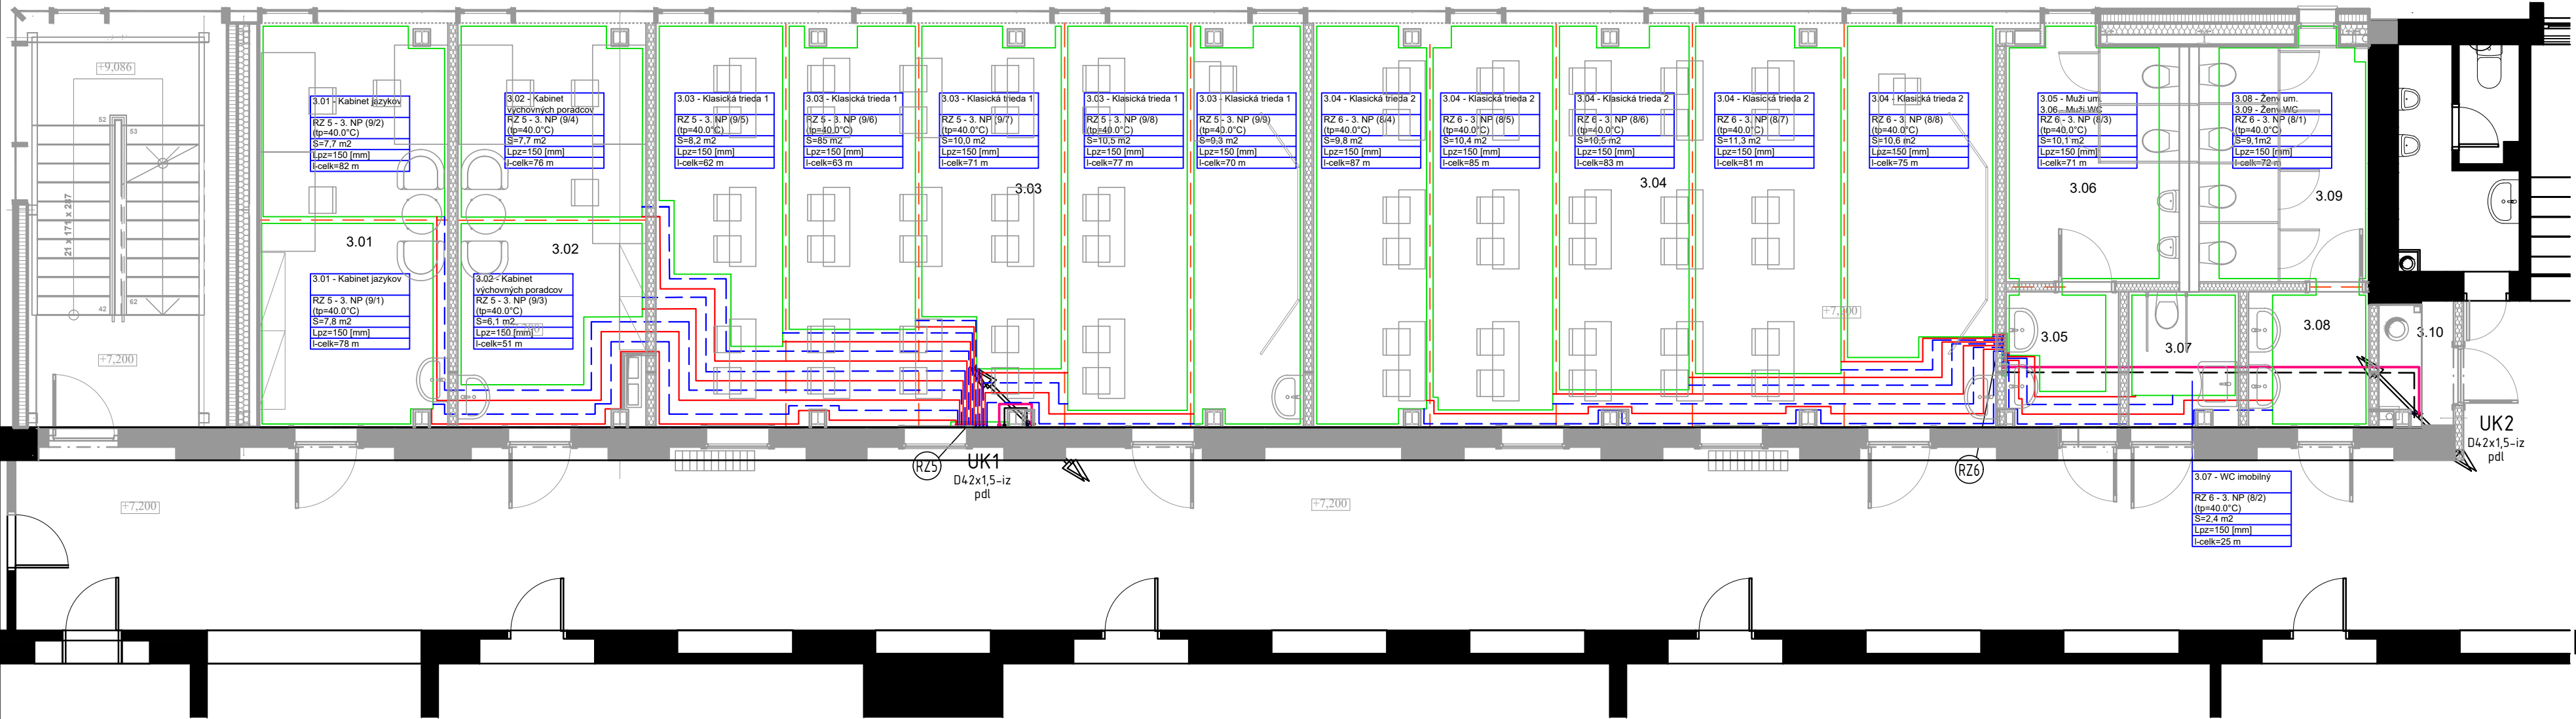 +9,086
52
53
21 x 171 x 287
42
62
+7,200
+7,200
3.01 - Kabinet jazykov
RZ 5 - 3. NP (9/2)
(tp=40.0°C)
S=7,7 m2
Lpz=150 [mm]
l-celk=82 m
3.01
3.01 - Kabinet jazykov
RZ 5 - 3. NP (9/1)
(tp=40.0°C)
S=7,8 m2
Lpz=150 [mm]
l-celk=78 m
3.02 - Kabinet
výchovných poradcov
RZ 5 - 3. NP (9/4)
(tp=40.0°C)
S=7,7 m2
Lpz=150 [mm]
l-celk=76 m
3.02
3.02 - Kabinet
výchovných poradcov
RZ 5 - 3. NP (9/3)
(tp=40.0°C)
S=6,1 m2
Lpz=150 [mm]
l-celk=51 m
3.03 - Klasická trieda 1
RZ 5 - 3. NP (9/5)
(tp=40.0°C)
S=8,2 m2
Lpz=150 [mm]
l-celk=62 m
3.03 - Klasická trieda 1
RZ 5 - 3. NP (9/6)
(tp=40.0°C)
S=85 m2
Lpz=150 [mm]
l-celk=63 m
3.03 - Klasická trieda 1
RZ 5 - 3. NP (9/7)
(tp=40.0°C)
S=10,0 m2
Lpz=150 [mm]
l-celk=71 m
3.03
3.03 - Klasická trieda 1
RZ 5 - 3. NP (9/8)
(tp=40.0°C)
S=10,5 m2
Lpz=150 [mm]
l-celk=77 m
3.03 - Klasická trieda 1
RZ 5 - 3. NP (9/9)
(tp=40.0°C)
S=9,3 m2
Lpz=150 [mm]
l-celk=70 m
3.04 - Klasická trieda 2
RZ 6 - 3. NP (8/4)
(tp=40.0°C)
S=9,8 m2
Lpz=150 [mm]
l-celk=87 m
3.04 - Klasická trieda 2
RZ 6 - 3. NP (8/5)
(tp=40.0°C)
S=10,4 m2
Lpz=150 [mm]
l-celk=85 m
3.04 - Klasická trieda 2
RZ 6 - 3. NP (8/6)
(tp=40.0°C)
S=10,5 m2
Lpz=150 [mm]
l-celk=83 m
3.04
3.04 - Klasická trieda 2
RZ 6 - 3. NP (8/7)
(tp=40.0°C)
S=11,3 m2
Lpz=150 [mm]
l-celk=81 m
3.04 - Klasická trieda 2
RZ 6 - 3. NP (8/8)
(tp=40.0°C)
S=10,6 m2
Lpz=150 [mm]
l-celk=75 m
3.05 - Muži um.
3.06 - Muži WC
RZ 6 - 3. NP (8/3)
(tp=40,0°C)
S=10,1 m2
Lpz=150 [mm]
l-celk=71 m
3.06
3.08 - Ženy um.
3.09 - Ženy WC
RZ 6 - 3. NP (8/1)
(tp=40.0°C)
S=9,1m2
Lpz=150 [mm]
l-celk=72 m
3.09
3.05
3.07
3.08
3.10
RZ5
UK1
D42x1,5-iz
pdl
+7,200
RZ6
UK2
D42x1,5-iz
pdl
3.07 - WC imobilný
RZ 6 - 3. NP (8/2)
(tp=40.0°C)
S=2,4 m2
Lpz=150 [mm]
l-celk=25 m